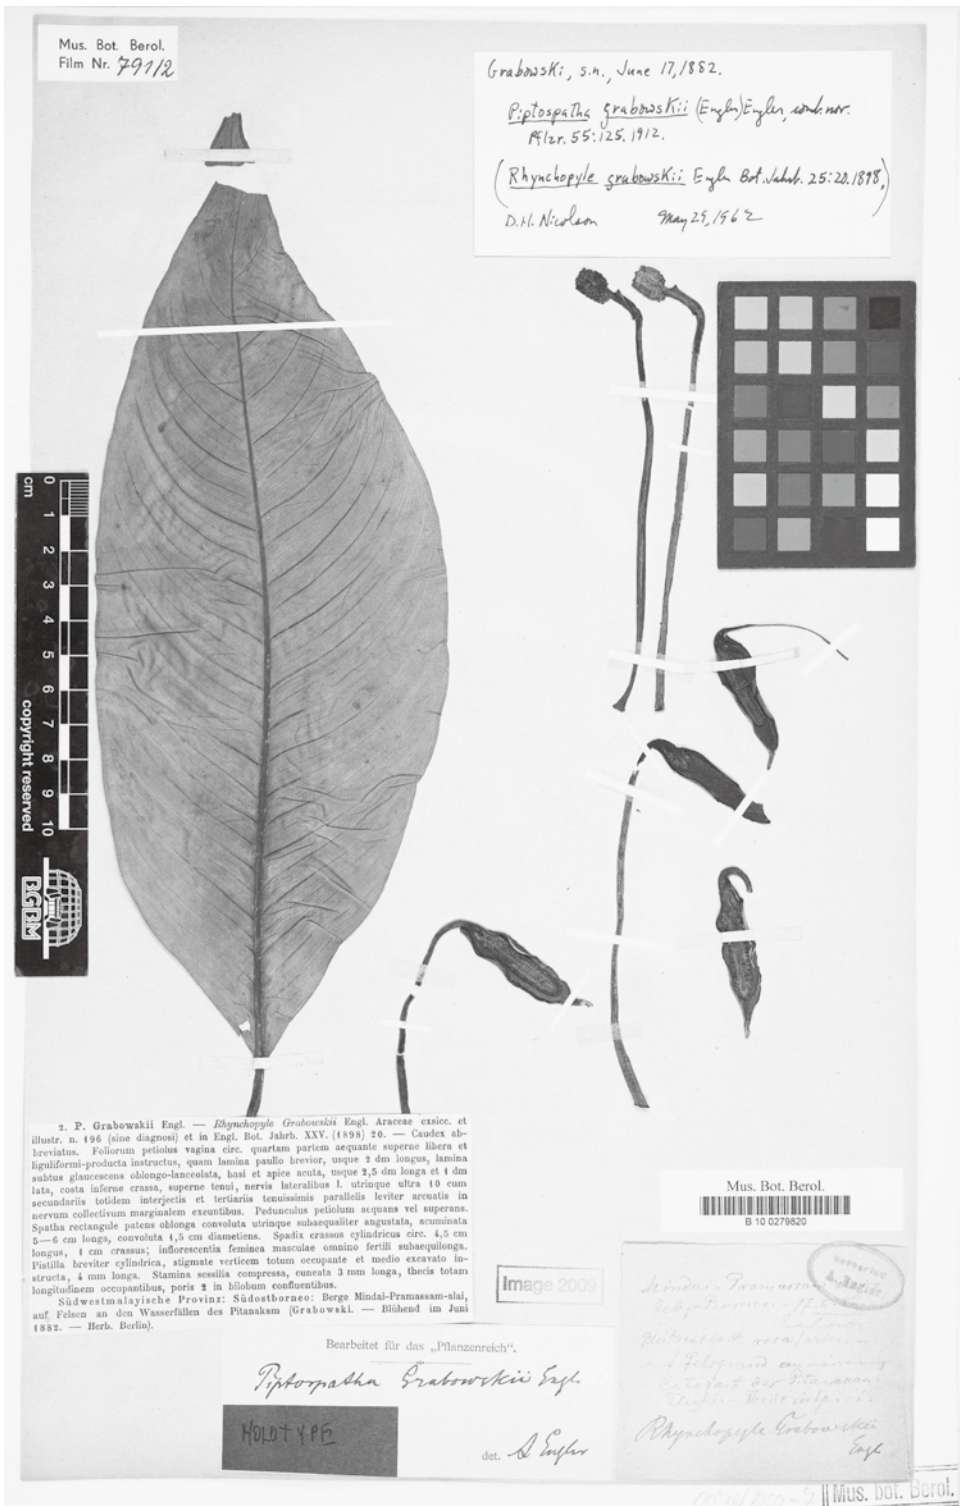 Mus. Bot. Berol.
Film Nr. 791/2
Grabowski, s.n., June 17, 1882.
Piptospatha grabowskii (Engler) Engler, comb. nov.
Pflzr. 55:125. 1912.
(Rhynchopyle grabowskii Engler Bot. Jahrb. 25:20. 1898,)
D.H. Nicolson May 29, 1962
cm
0
1
2
3
4
5
6
7
8
9
10
copyright reserved
BGBM
2. P. Grabowskii Engl. — Rhynchopyle Grabowskii Engl. Araceae exsicc. et
illustr. n. 196 (sine diagnosi) et in Engl. Bot. Jahrb. XXV. (1898) 20. — Caudex ab-
breviatus. Foliorum petiolus vagina circ. quartam partem aequante superne libera et
liguliformi-producta instructus, quam lamina paullo brevior, usque 2 dm longus, lamina
subtus glaucescens oblongo-lanceolata, basi et apice acuta, usque 2,5 dm longa et 1 dm
lata, costa inferne crassa, superne tenui, nervis lateralibus I. utrinque ultra 10 cum
secundariis totidem interjectis et tertiariis tenuissimis parallelis leviter arcuatis in
nervum collectivum marginalem exeuntibus. Pedunculus petiolum aequans vel superans.
Spatha rectangule patens oblonga convoluta utrinque subaequaliter angustata, acuminata
5—6 cm longa, convoluta 1,5 cm diametiens. Spadix crassus cylindricus circ. 4,5 cm
longus, 1 cm crassus; inflorescentia feminea masculae omnino fertili subaequilonga.
Pistilla breviter cylindrica, stigmate verticem totum occupante et medio excavato in-
structa, 4 mm longa. Stamina sessilia compressa, cuneata 3 mm longa, thecis totam
longitudinem occupantibus, poris 2 in bilobum confluentibus.
Südwestmalayische Provinz: Südostborneo: Berge Mindai-Pramassam-alai,
auf Felsen an den Wasserfällen des Pitanakam (Grabowski. — Blühend im Juni
1882. — Herb. Berlin).
Mus. Bot. Berol.
B 10 0279820
Image 2009
Bearbeitet für das „Pflanzenreich“.
Piptospatha Grabowskii Engl.
HOLOTYPE
det. A Engler
Rhynchopyle Grabowskii
Engl
Mus. bot. Berol.